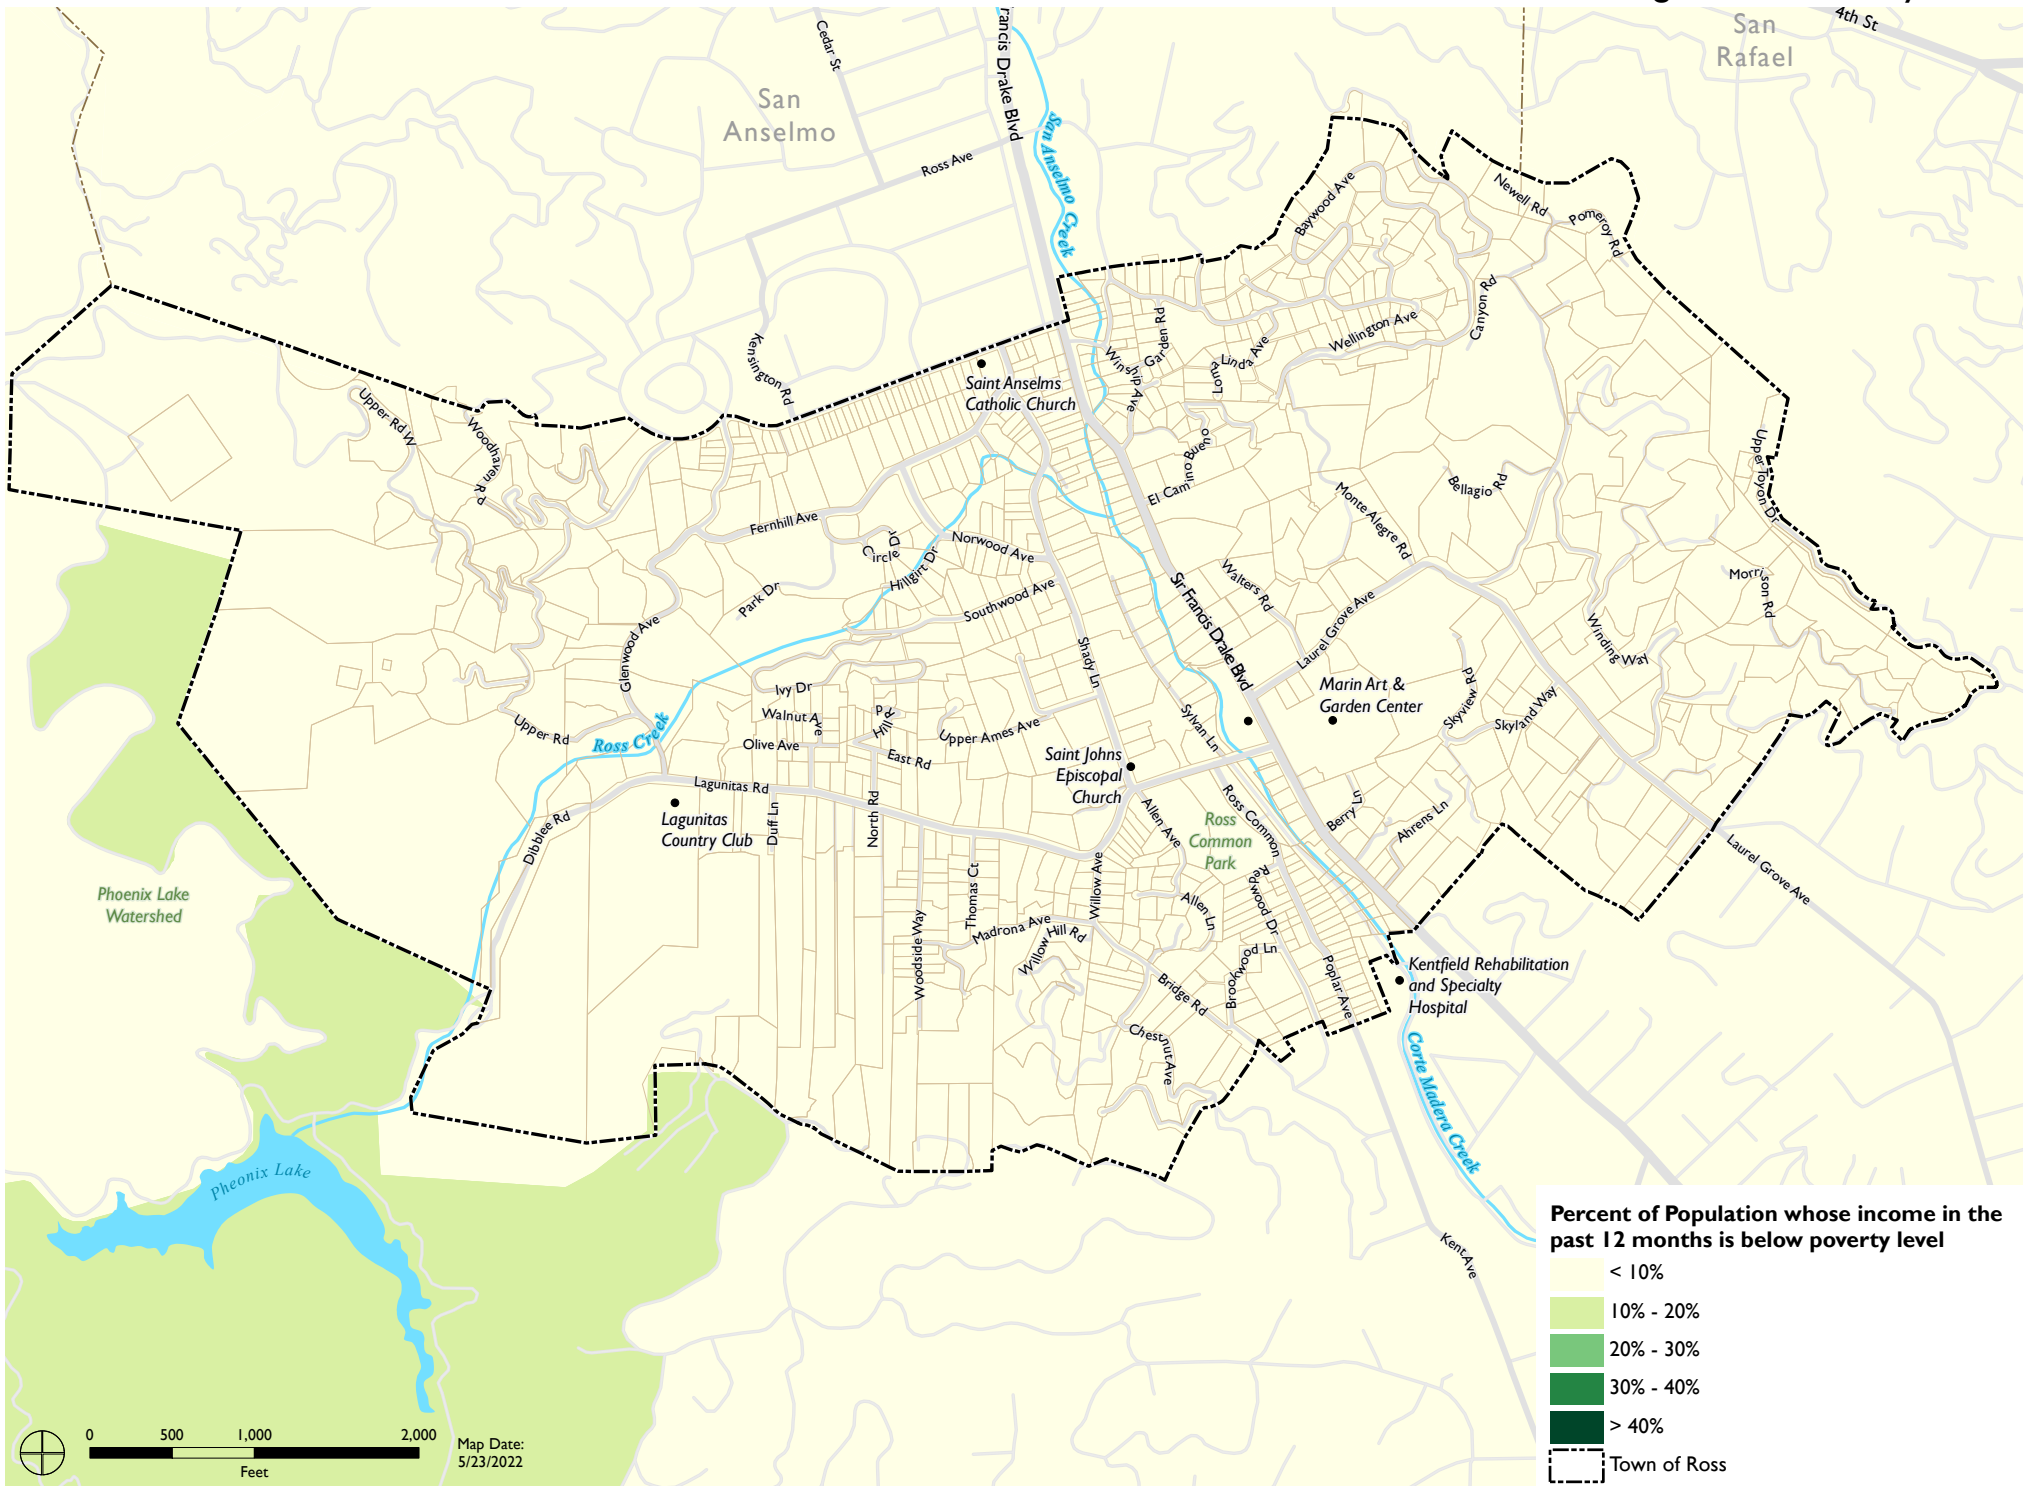 San
Rafael
4th St
Cedar St
rancis Drake Blvd
San
Anselmo
Ross Ave
San Anselmo Creek
Baywood Ave
Newell Rd
Pomeroy Rd
Canyon Rd
Kensington Rd
Garden Rd
Winship Ave
Linda Ave
Loma
Wellington Ave
Saint Anselms
Catholic Church
Upper Rd W
Woodhaven Rd
El Camino Bueno
Bellagio Rd
Upper Toyon Dr
Monte Alegre Rd
Fernhill Ave
Circle Dr
Norwood Ave
Hillgirt Dr
Park Dr
Southwood Ave
Walters Rd
Sir Francis Drake Blvd
Laurel Grove Ave
Morrison Rd
Winding Way
Glenwood Ave
Shady Ln
Ivy Dr
Walnut Ave
Hill Rd
Olive Ave
East Rd
Upper Ames Ave
Sylvan Ln
Marin Art &
Garden Center
Skyview Rd
Skyland Way
Upper Rd
Ross Creek
Saint Johns
Episcopal
Church
Lagunitas Rd
Lagunitas
Country Club
Duff Ln
North Rd
Dibblee Rd
Allen Ave
Ross Common
Ross
Common
Park
Berry Ln
Ahrens Ln
Laurel Grove Ave
Redwood Dr
Thomas Ct
Willow Ave
Allen Ln
Phoenix Lake
Watershed
Woodside Way
Madrona Ave
Willow Hill Rd
Brookwood Ln
Bridge Rd
Poplar Ave
Kentfield Rehabilitation
and Specialty
Hospital
Chestnut Ave
Corte Madera Creek
Pheonix Lake
Kent Ave
Percent of Population whose income in the
past 12 months is below poverty level
< 10%
10% - 20%
20% - 30%
30% - 40%
> 40%
Town of Ross
0 500 1,000 2,000
Feet
Map Date:
5/23/2022